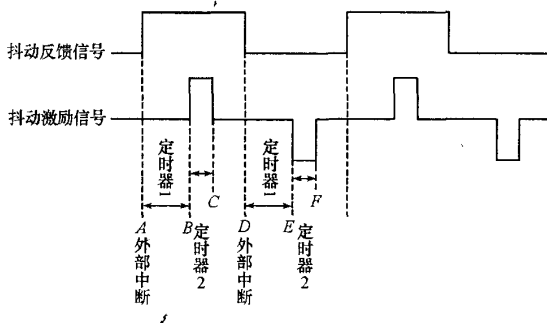 抖动反馈信号
抖动激励信号
定时器1
定时器1
A
B
C
D
E
F
外部中断
定时器2
外部中断
定时器2